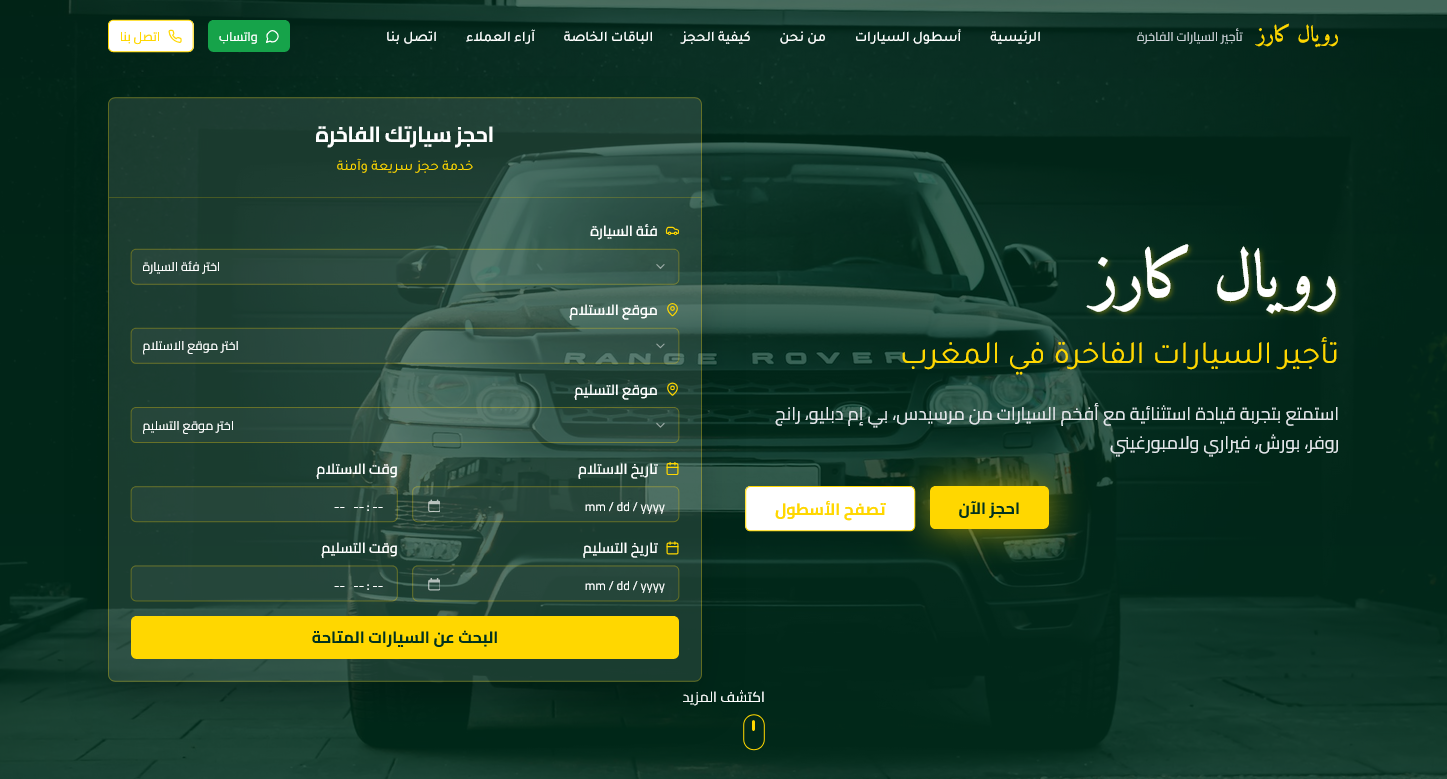 رويال كارز
تأجير السيارات الفاخرة
الرئيسية
أسطول السيارات
من نحن
كيفية الحجز
الباقات الخاصة
آراء العملاء
اتصل بنا
واتساب
اتصل بنا
رويال كارز
تأجير السيارات الفاخرة في المغرب
استمتع بتجربة قيادة استثنائية مع أفخم السيارات من مرسيدس، بي إم دبليو، رانج
روفر، بورش، فيراري ولامبورغيني
احجز الآن
تصفح الأسطول
احجز سيارتك الفاخرة
خدمة حجز سريعة وآمنة
فئة السيارة
اختر فئة السيارة
موقع الاستلام
اختر موقع الاستلام
موقع التسليم
اختر موقع التسليم
تاريخ الاستلام
وقت الاستلام
mm / dd / yyyy
--:-- --
تاريخ التسليم
وقت التسليم
mm / dd / yyyy
--:-- --
البحث عن السيارات المتاحة
RANGE ROVER
اكتشف المزيد